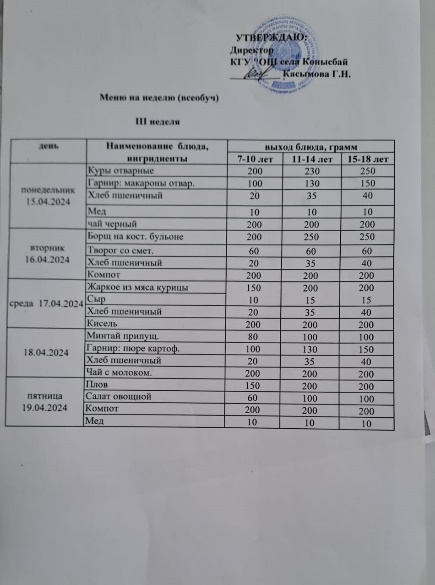 УТВЕРЖДАЮ:
Директор
КГУ "ОШ села Конысбай
Касымова Г.Н.
Меню на неделю (всеобуч)
III неделя
день Наименование блюда, ингридиенты выход блюда, грамм
7-10 лет 11-14 лет 15-18 лет
понедельник 15.04.2024
Куры отварные 200 230 250
Гарнир: макароны отвар. 100 130 150
Хлеб пшеничный 20 35 40
Мед 10 10 10
чай черный 200 200 200
вторник 16.04.2024
Борщ на кост. бульоне 200 250 250
Творог со смет. 60 60 60
Хлеб пшеничный 20 35 40
Компот 200 200 200
среда 17.04.2024
Жаркое из мяса курицы 150 200 200
Сыр 10 15 15
Хлеб пшеничный 20 35 40
Кисель 200 200 200
18.04.2024
Минтай припущ. 80 100 100
Гарнир: пюре картоф. 100 130 150
Хлеб пшеничный 20 35 40
Чай с молоком. 200 200 200
пятница 19.04.2024
Плов 150 200 200
Салат овощной 60 100 100
Компот 200 200 200
Мед 10 10 10